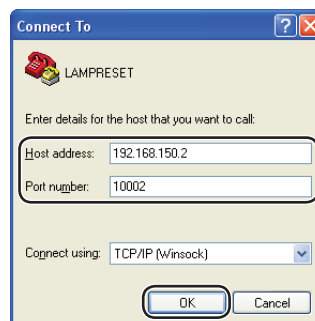 Connect To
LAMPRESET
Enter details for the host that you want to call:
Host address: 192.168.150.2
Port number: 10002
Connect using: TCP/IP (Winsock)
OK Cancel